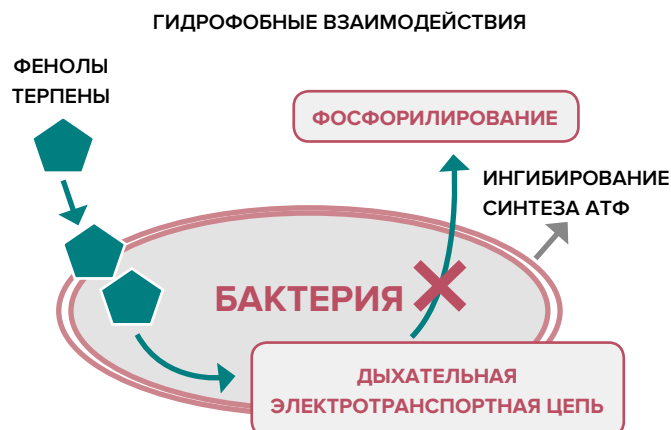 ГИДРОФОБНЫЕ ВЗАИМОДЕЙСТВИЯ
ФЕНОЛЫ
ТЕРПЕНЫ
ФОСФОРИЛИРОВАНИЕ
ИНГИБИРОВАНИЕ
СИНТЕЗА АТФ
БАКТЕРИЯ
ДЫХАТЕЛЬНАЯ
ЭЛЕКТРОТРАНСПОРТНАЯ ЦЕПЬ